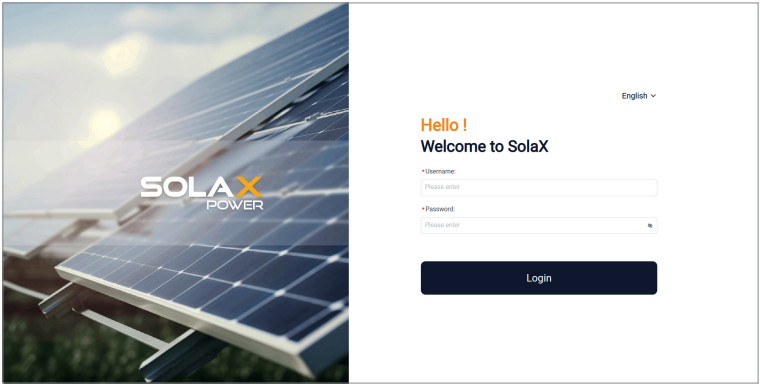 SOLAX
POWER
English
Hello !
Welcome to SolaX
*Username:
Please enter
*Password:
Please enter
Login